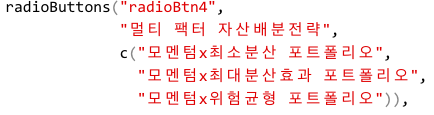 radioButtons("radioBtn4",
"멀티 팩터 자산배분전략",
c("모멘텀x최소분산 포트폴리오",
"모멘텀x최대분산효과 포트폴리오",
"모멘텀x위험균형 포트폴리오")),